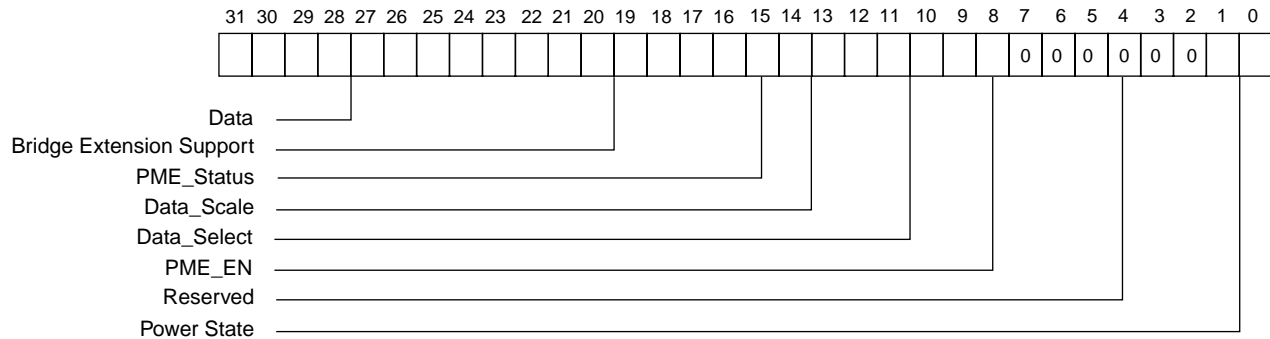 31 30 29 28 27 26 25 24 23 22 21 20 19 18 17 16 15 14 13 12 11 10 9 8 7 6 5 4 3 2 1 0
0 0 0 0 0 0
Data
Bridge Extension Support
PME_Status
Data_Scale
Data_Select
PME_EN
Reserved
Power State